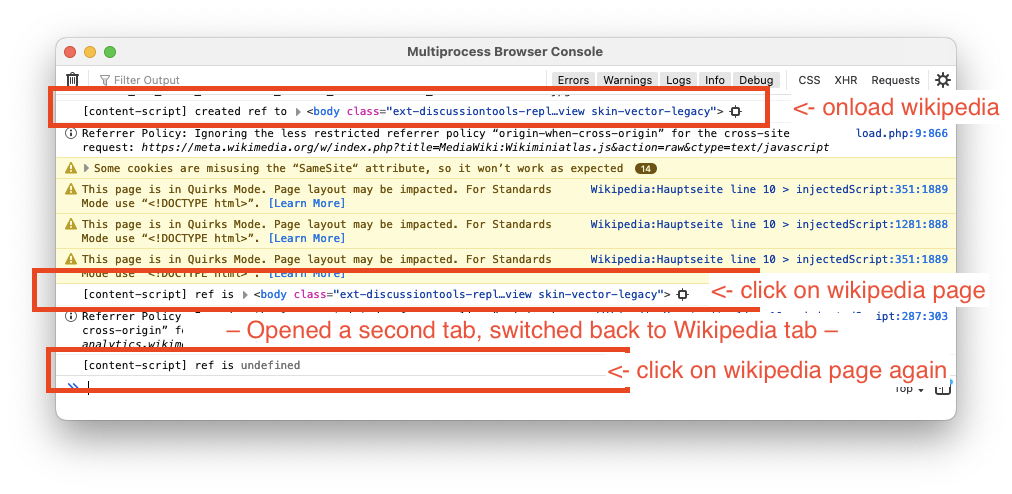 Multiprocess Browser Console
Filter Output Errors Warnings Logs Info Debug CSS XHR Requests
[content-script] created ref to <body class="ext-discussiontools-repl…view skin-vector-legacy"> <- onload wikipedia
Referrer Policy: Ignoring the less restricted referrer policy “origin-when-cross-origin” for the cross-site load.php:9:866
request: https://meta.wikimedia.org/w/index.php?title=MediaWiki:Wikiminiatlas.js&action=raw&ctype=text/javascript
Some cookies are misusing the “SameSite“ attribute, so it won’t work as expected 14
This page is in Quirks Mode. Page layout may be impacted. For Standards Wikipedia:Hauptseite line 10 > injectedScript:351:1889
Mode use “<!DOCTYPE html>”. [Learn More]
This page is in Quirks Mode. Page layout may be impacted. For Standards Wikipedia:Hauptseite line 10 > injectedScript:1281:888
Mode use “<!DOCTYPE html>”. [Learn More]
This page is in Quirks Mode. Page layout may be impacted. For Standards Wikipedia:Hauptseite line 10 > injectedScript:351:1889
Mode use “<!DOCTYPE html>”. [Learn More]
[content-script] ref is <body class="ext-discussiontools-repl…view skin-vector-legacy"> <- click on wikipedia page
Referrer Policy ipt:287:303
cross-origin” fo
– Opened a second tab, switched back to Wikipedia tab –
analytics.wikim
[content-script] ref is undefined
<- click on wikipedia page again
Top